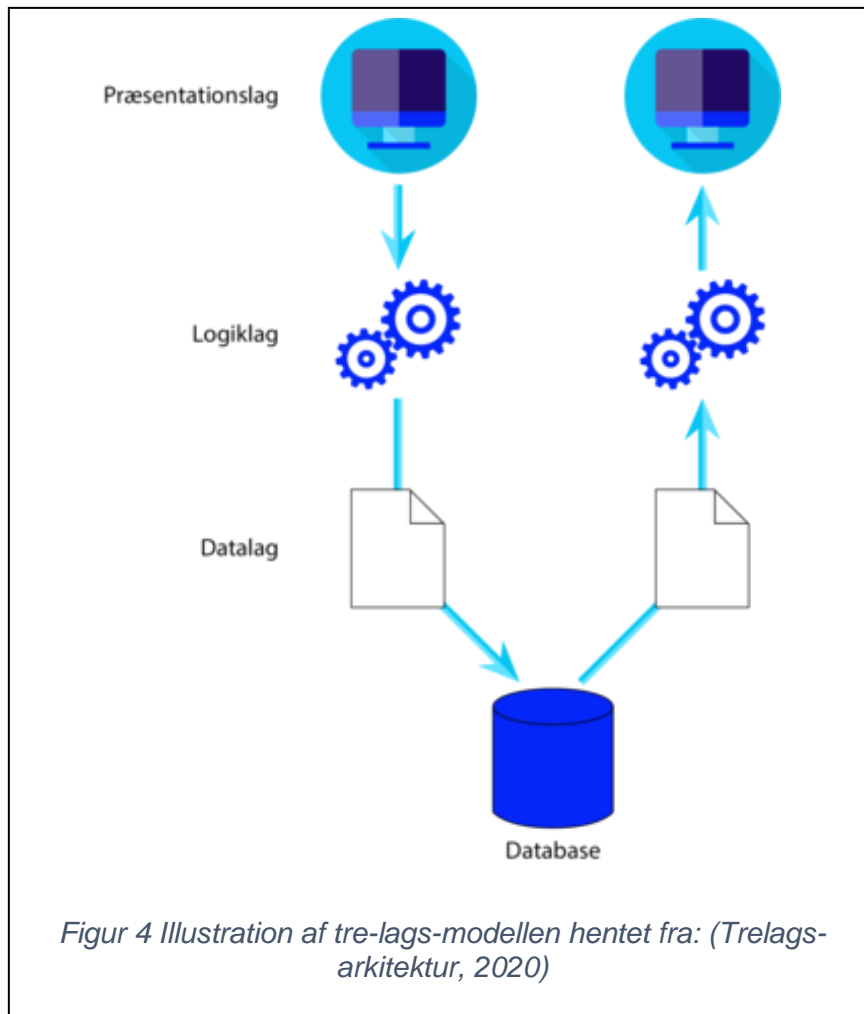 Præsentationslag
Logiklag
Datalag
Database
Figur 4 Illustration af tre-lags-modellen hentet fra: (Trelags-
arkitektur, 2020)